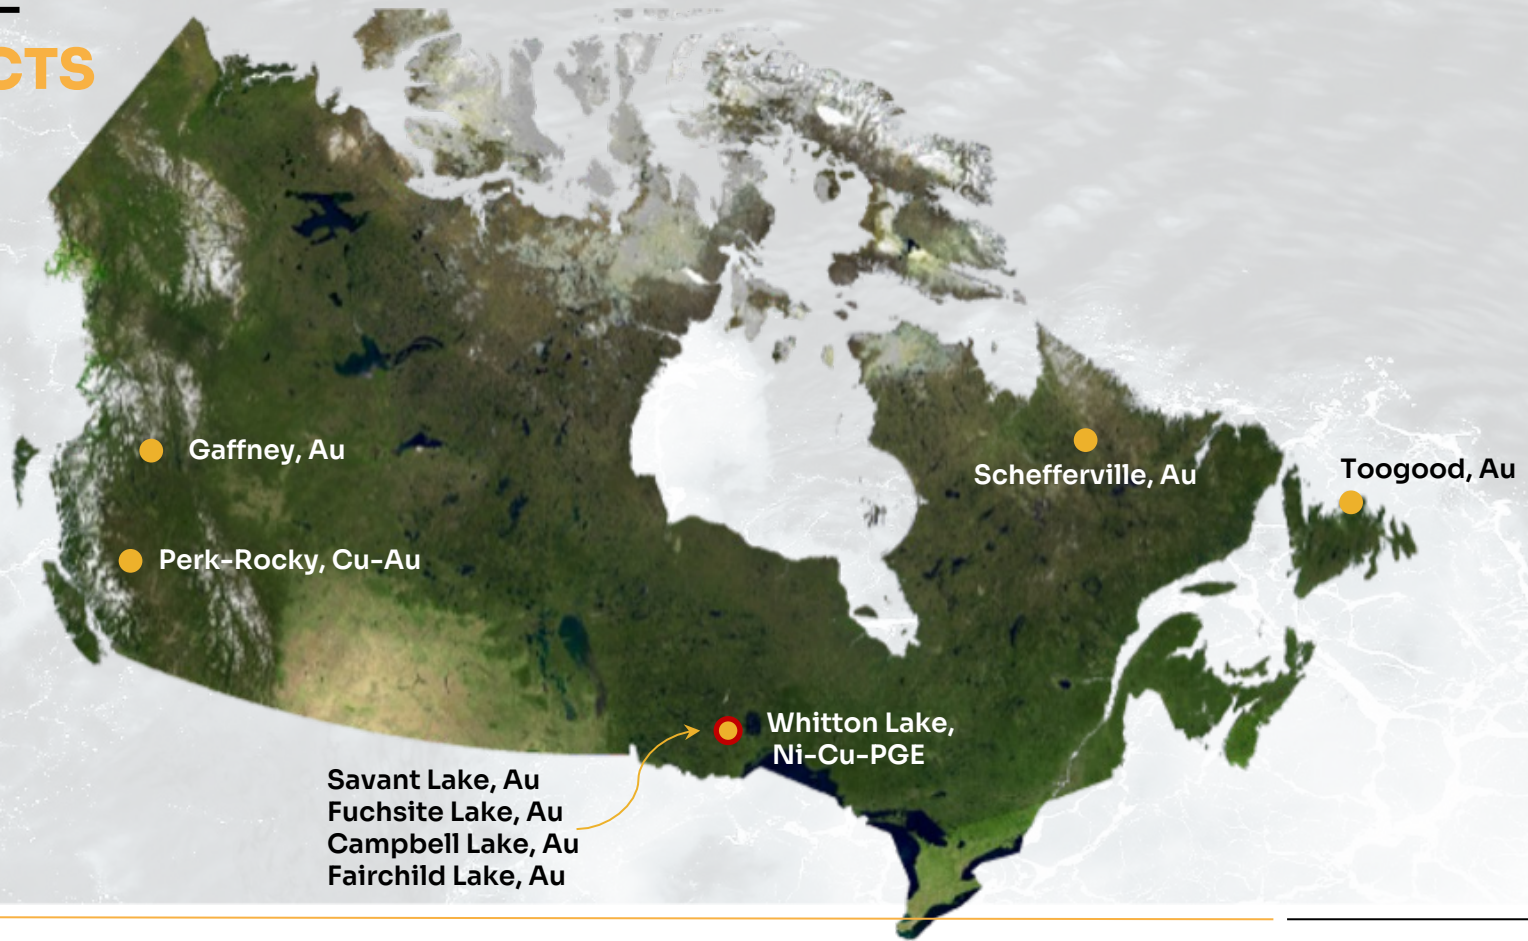 CTS
Gaffney, Au
Schefferville, Au
Toogood, Au
Perk-Rocky, Cu-Au
Whitton Lake,
Ni-Cu-PGE
Savant Lake, Au
Fuchsite Lake, Au
Campbell Lake, Au
Fairchild Lake, Au